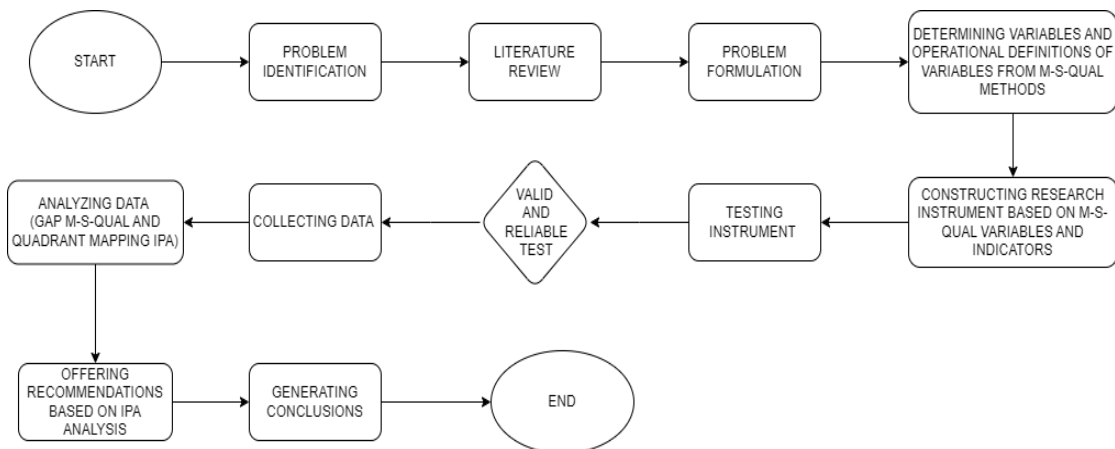 START
PROBLEM
IDENTIFICATION
LITERATURE
REVIEW
PROBLEM
FORMULATION
DETERMINING VARIABLES AND
OPERATIONAL DEFINITIONS OF
VARIABLES FROM M-S-QUAL
METHODS
CONSTRUCTING RESEARCH
INSTRUMENT BASED ON M-S-
QUAL VARIABLES AND
INDICATORS
TESTING
INSTRUMENT
VALID
AND
RELIABLE
TEST
COLLECTING DATA
ANALYZING DATA
(GAP M-S-QUAL AND
QUADRANT MAPPING IPA)
OFFERING
RECOMMENDATIONS
BASED ON IPA
ANALYSIS
GENERATING
CONCLUSIONS
END